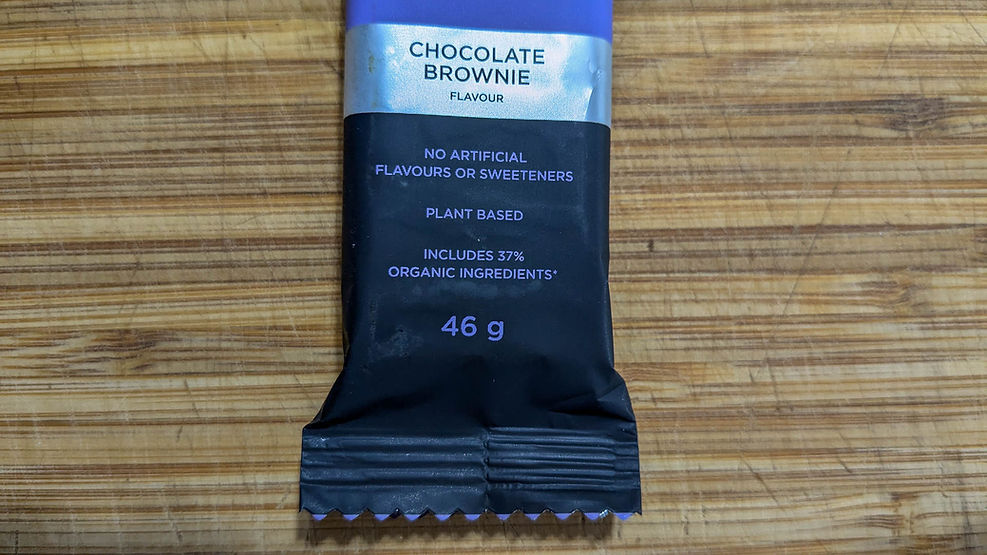 CHOCOLATE
BROWNIE
FLAVOUR
NO ARTIFICIAL
FLAVOURS OR SWEETENERS
PLANT BASED
INCLUDES 37%
ORGANIC INGREDIENTS*
46 g